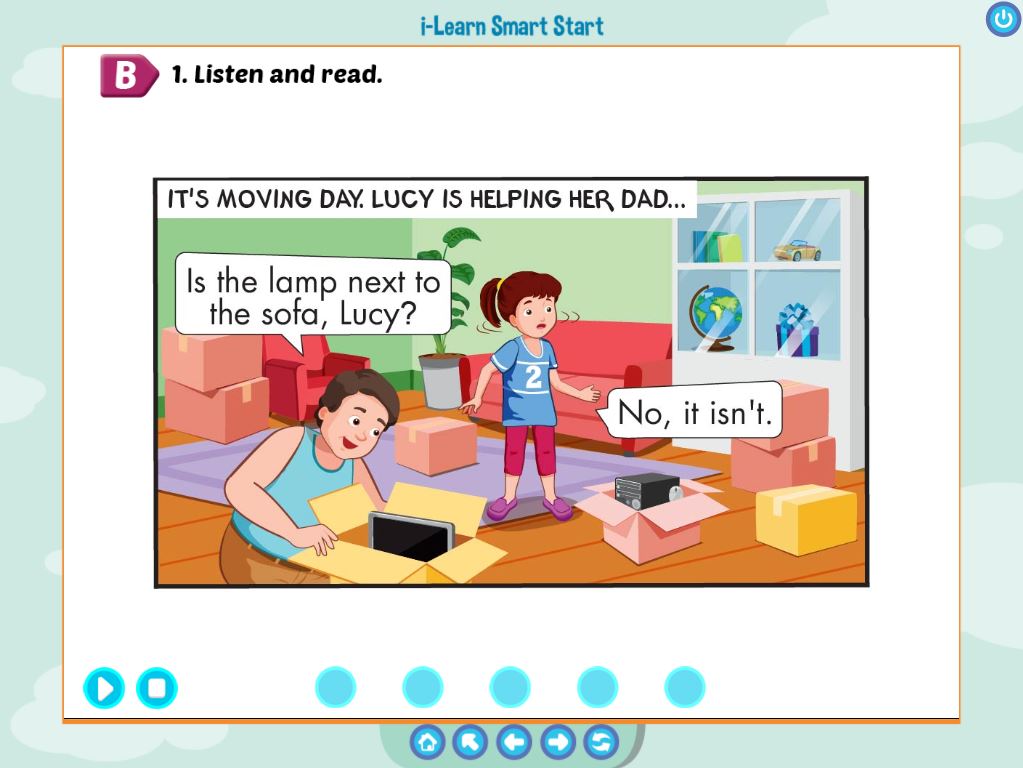 i-Learn Smart Start
B 1. Listen and read.
IT'S MOVING DAY. LUCY IS HELPING HER DAD...
Is the lamp next to
the sofa, Lucy?
2
No, it isn't.